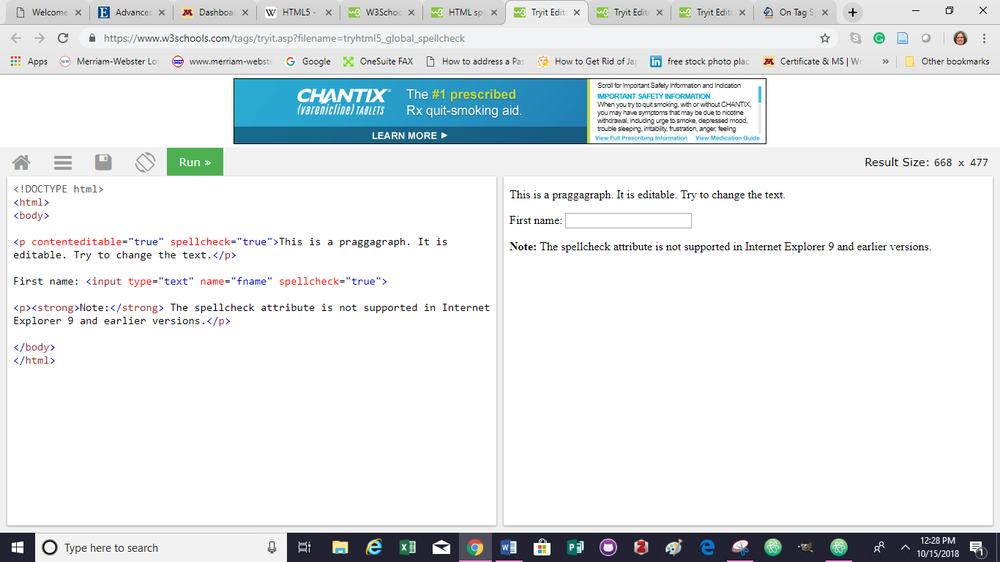 Welcome
Advanced
Dashboa
HTML5 -
W3Schoo
HTML sp
Tryit Edit
Tryit Edit
Tryit Edit
On Tag S
https://www.w3schools.com/tags/tryit.asp?filename=tryhtml5_global_spellcheck
Apps
Merriam-Webster Log
www.merriam-webste
Google
OneSuite FAX
How to address a Pas
How to Get Rid of Jap
free stock photo plac
Certificate & MS | Wr
»
Other bookmarks
CHANTIX®
(varenicline) TABLETS
The #1 prescribed
Rx quit-smoking aid.
LEARN MORE
Scroll for Important Safety Information and Indication
IMPORTANT SAFETY INFORMATION
When you try to quit smoking, with or without CHANTIX,
you may have symptoms that may be due to nicotine
withdrawal, including urge to smoke, depressed mood,
trouble sleeping, irritability, frustration, anger, feeling
View Full Prescribing Information View Medication Guide
Run »
Result Size: 668 x 477
<!DOCTYPE html>
<html>
<body>
<p contenteditable="true" spellcheck="true">This is a praggagraph. It is
editable. Try to change the text.</p>
First name: <input type="text" name="fname" spellcheck="true">
<p><strong>Note:</strong> The spellcheck attribute is not supported in Internet
Explorer 9 and earlier versions.</p>
</body>
</html>
This is a praggagraph. It is editable. Try to change the text.
First name:
Note: The spellcheck attribute is not supported in Internet Explorer 9 and earlier versions.
Type here to search
12:28 PM
10/15/2018
1